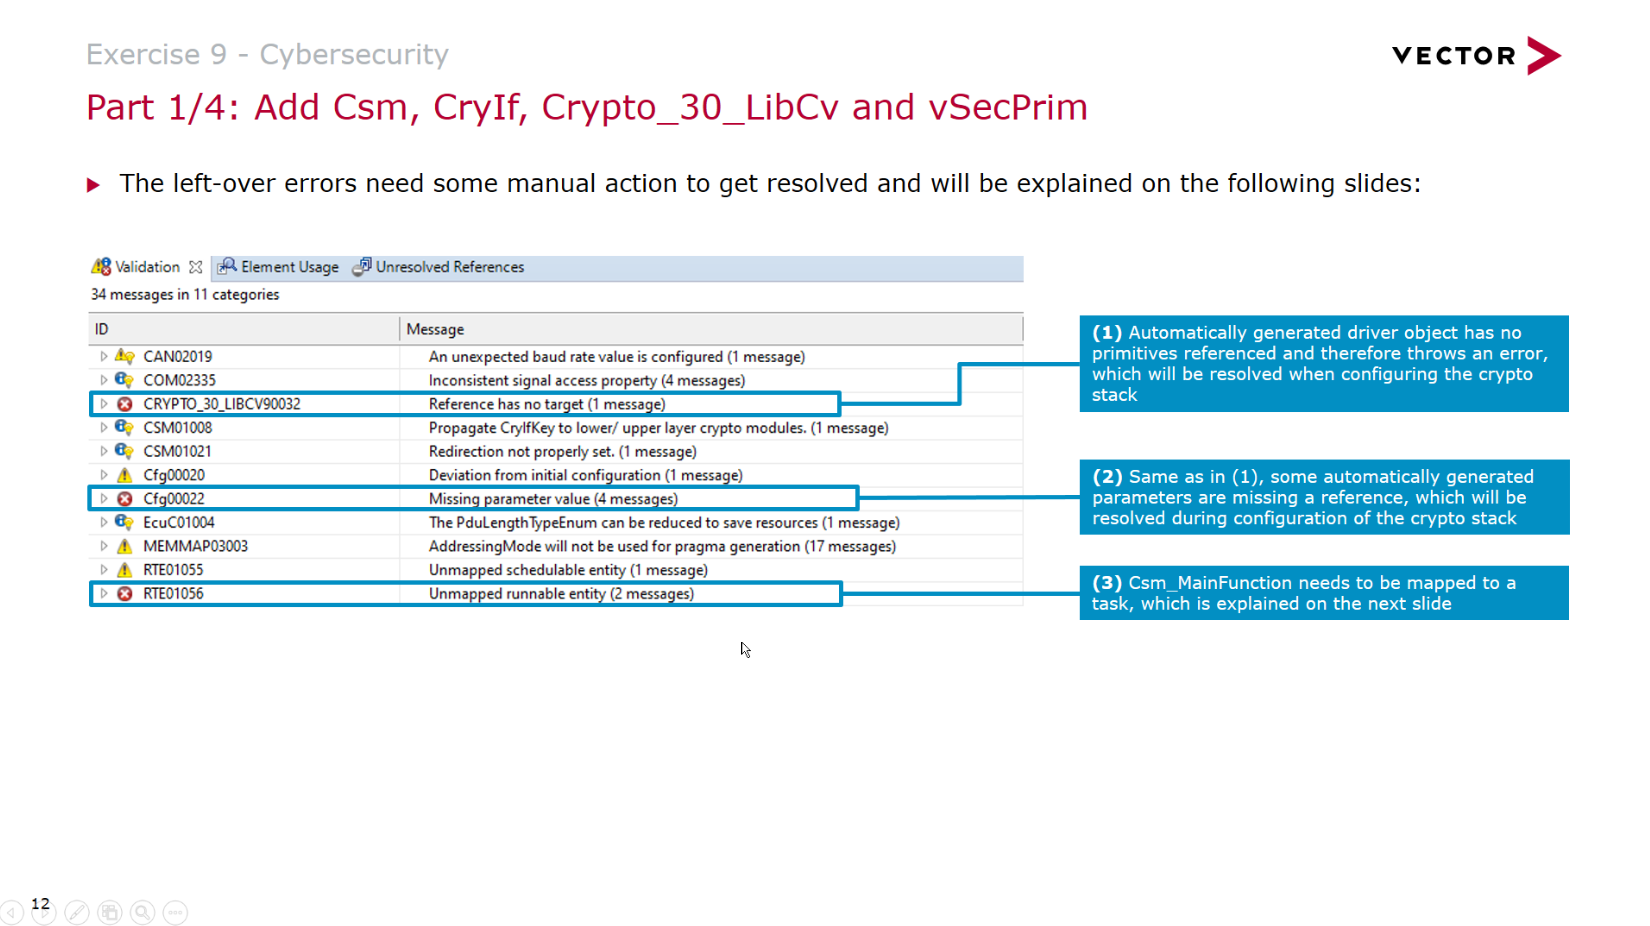 Exercise 9 - Cybersecurity
VECTOR
Part 1/4: Add Csm, CryIf, Crypto_30_LibCv and vSecPrim
The left-over errors need some manual action to get resolved and will be explained on the following slides:
Validation Element Usage Unresolved References
34 messages in 11 categories
ID Message
CAN02019 An unexpected baud rate value is configured (1 message)
COM02335 Inconsistent signal access property (4 messages)
CRYPTO_30_LIBCV90032 Reference has no target (1 message)
CSM01008 Propagate CryIfKey to lower/ upper layer crypto modules. (1 message)
CSM01021 Redirection not properly set. (1 message)
Cfg00020 Deviation from initial configuration (1 message)
Cfg00022 Missing parameter value (4 messages)
EcuC01004 The PduLengthTypeEnum can be reduced to save resources (1 message)
MEMMAP03003 AddressingMode will not be used for pragma generation (17 messages)
RTE01055 Unmapped schedulable entity (1 message)
RTE01056 Unmapped runnable entity (2 messages)
(1) Automatically generated driver object has no
primitives referenced and therefore throws an error,
which will be resolved when configuring the crypto
stack
(2) Same as in (1), some automatically generated
parameters are missing a reference, which will be
resolved during configuration of the crypto stack
(3) Csm_MainFunction needs to be mapped to a
task, which is explained on the next slide
12